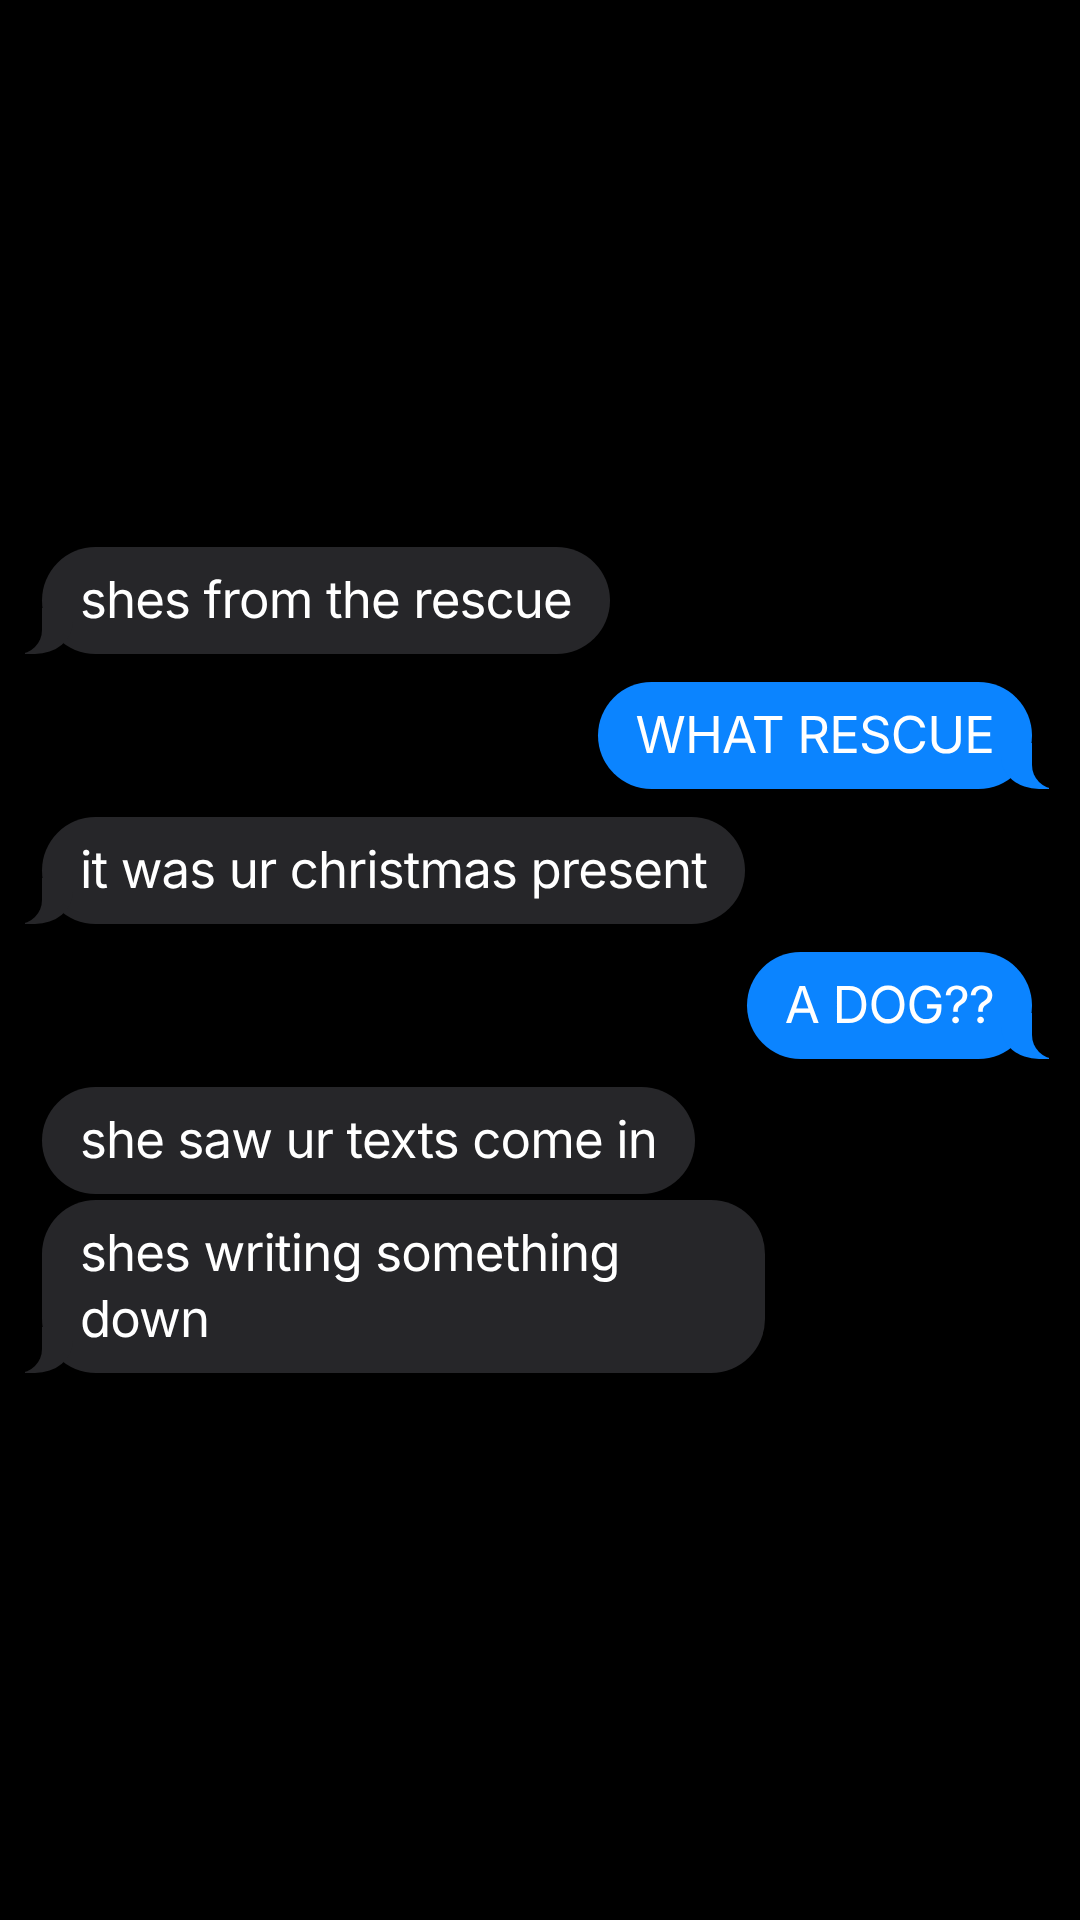 shes from the rescue
WHAT RESCUE
it was ur christmas present
A DOG??
she saw ur texts come in
shes writing something
down